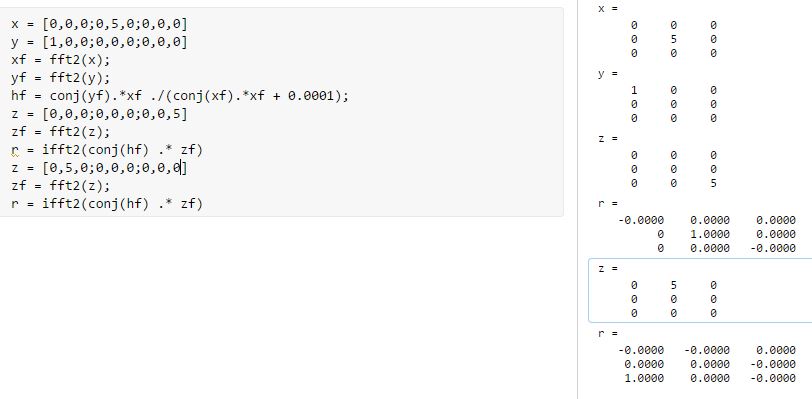 x = [0,0,0;0,5,0;0,0,0]
y = [1,0,0;0,0,0;0,0,0]
xf = fft2(x);
yf = fft2(y);
hf = conj(yf).*xf ./(conj(xf).*xf + 0.0001);
z = [0,0,0;0,0,0;0,0,5]
zf = fft2(z);
r = ifft2(conj(hf) .* zf)
z = [0,5,0;0,0,0;0,0,0]
zf = fft2(z);
r = ifft2(conj(hf) .* zf)
x =
0 0 0
0 5 0
0 0 0
y =
1 0 0
0 0 0
0 0 0
z =
0 0 0
0 0 0
0 0 5
r =
-0.0000 0.0000 0.0000
0 1.0000 0.0000
0 0.0000 -0.0000
z =
0 5 0
0 0 0
0 0 0
r =
-0.0000 -0.0000 0.0000
0.0000 0.0000 -0.0000
1.0000 0.0000 -0.0000